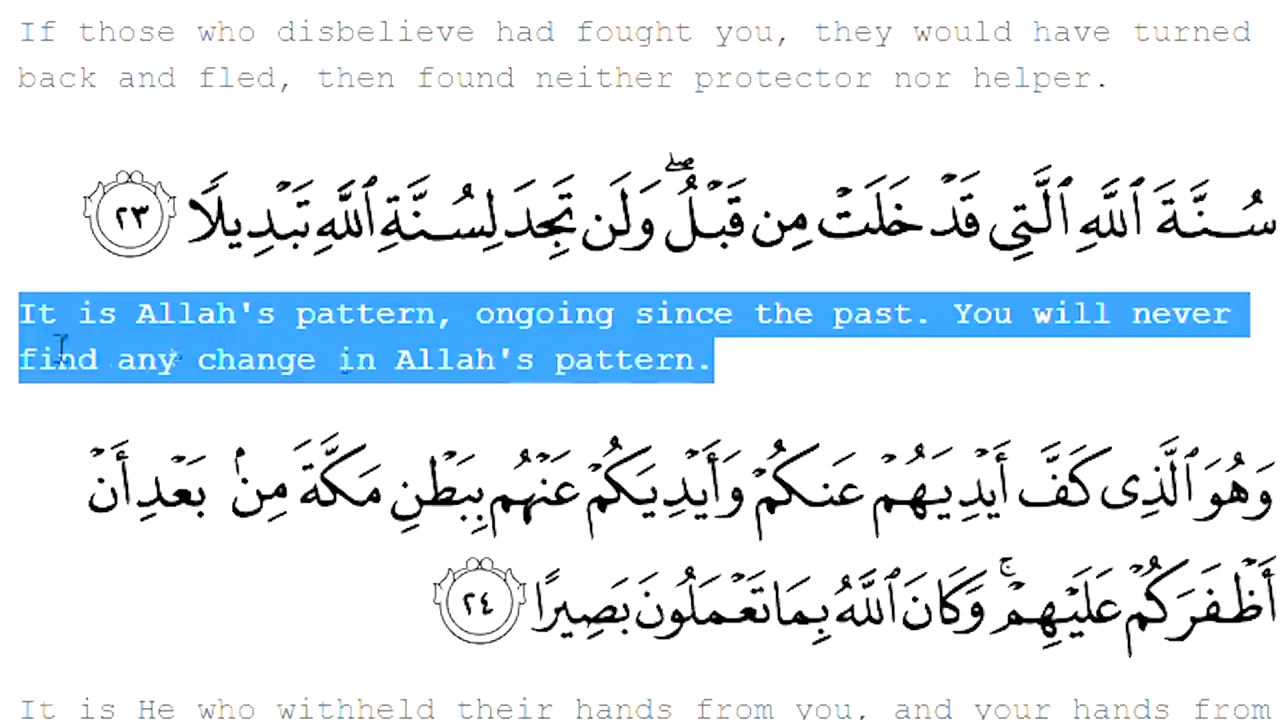 If those who disbelieve had fought you, they would have turned
back and fled, then found neither protector nor helper.
سُنَّةَ ٱللَّهِ ٱلَّتِى قَدْ خَلَتْ مِن قَبْلُ ۖ وَلَن تَجِدَ لِسُنَّةِ ٱللَّهِ تَبْدِيلًا ٢٣
It is Allah's pattern, ongoing since the past. You will never
find any change in Allah's pattern.
وَهُوَ ٱلَّذِى كَفَّ أَيْدِيَهُمْ عَنكُمْ وَأَيْدِيَكُمْ عَنْهُم بِبَطْنِ مَكَّةَ مِنۢ بَعْدِ أَنْ
أَظْفَرَكُمْ عَلَيْهِمْ ۚ وَكَانَ ٱللَّهُ بِمَا تَعْمَلُونَ بَصِيرًا ٢٤
It is He who withheld their hands from you, and your hands from